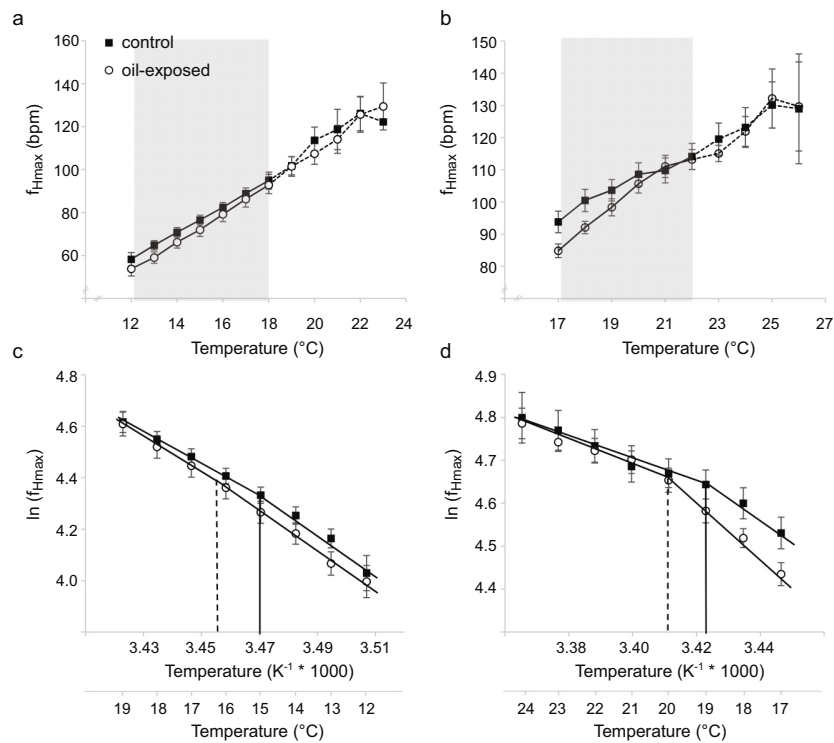 a
b
160
140
120
100
80
60
f_Hmax (bpm)
control
oil-exposed
12 14 16 18 20 22 24
Temperature (°C)
150
140
130
120
110
100
90
80
f_Hmax (bpm)
17 19 21 23 25 27
Temperature (°C)
c
d
4.8
4.6
4.4
4.2
4.0
ln (f_Hmax)
3.43 3.45 3.47 3.49 3.51
Temperature (K⁻¹ * 1000)
19 18 17 16 15 14 13 12
Temperature (°C)
4.9
4.8
4.7
4.6
4.5
4.4
ln (f_Hmax)
3.38 3.40 3.42 3.44
Temperature (K⁻¹ * 1000)
24 23 22 21 20 19 18 17
Temperature (°C)